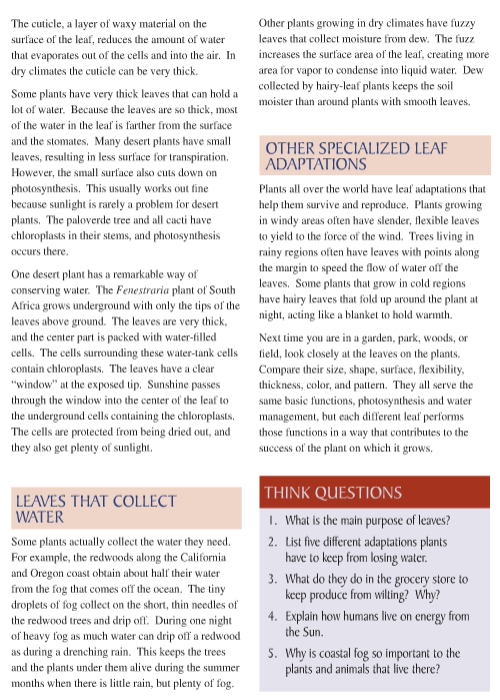 The cuticle, a layer of waxy material on the
surface of the leaf, reduces the amount of water
that evaporates out of the cells and into the air.  In
dry climates the cuticle can be very thick.
Some plants have very thick leaves that can hold a
lot of water.  Because the leaves are so thick, most
of the water in the leaf is farther from the surface
and the stomates.  Many desert plants have small
leaves, resulting in less surface for transpiration.
However, the small surface also cuts down on
photosynthesis.  This usually works out fine
because sunlight is rarely a problem for desert
plants.  The paloverde tree and all cacti have
chloroplasts in their stems, and photosynthesis
occurs there.
One desert plant has a remarkable way of
conserving water.  The Fenestraria plant of South
Africa grows underground with only the tips of the
leaves above ground.  The leaves are very thick,
and the center part is packed with water-filled
cells.  The cells surrounding these water-tank cells
contain chloroplasts.  The leaves have a clear
“window” at the exposed tip.  Sunshine passes
through the window into the center of the leaf to
the underground cells containing the chloroplasts.
The cells are protected from being dried out, and
they also get plenty of sunlight.
LEAVES THAT COLLECT
WATER
Some plants actually collect the water they need.
For example, the redwoods along the California
and Oregon coast obtain about half their water
from the fog that comes off the ocean.  The tiny
droplets of fog collect on the short, thin needles of
the redwood trees and drip off.  During one night
of heavy fog as much water can drip off a redwood
as during a drenching rain.  This keeps the trees
and the plants under them alive during the summer
months when there is little rain, but plenty of fog.
Other plants growing in dry climates have fuzzy
leaves that collect moisture from dew.  The fuzz
increases the surface area of the leaf, creating more
area for vapor to condense into liquid water.  Dew
collected by hairy-leaf plants keeps the soil
moister than around plants with smooth leaves.
OTHER SPECIALIZED LEAF
ADAPTATIONS
Plants all over the world have leaf adaptations that
help them survive and reproduce.  Plants growing
in windy areas often have slender, flexible leaves
to yield to the force of the wind.  Trees living in
rainy regions often have leaves with points along
the margin to speed the flow of water off the
leaves.  Some plants that grow in cold regions
have hairy leaves that fold up around the plant at
night, acting like a blanket to hold warmth.
Next time you are in a garden, park, woods, or
field, look closely at the leaves on the plants.
Compare their size, shape, surface, flexibility,
thickness, color, and pattern.  They all serve the
same basic functions, photosynthesis and water
management, but each different leaf performs
those functions in a way that contributes to the
success of the plant on which it grows.
THINK QUESTIONS
1. What is the main purpose of leaves?
2. List five different adaptations plants
have to keep from losing water.
3. What do they do in the grocery store to
keep produce from wilting?  Why?
4. Explain how humans live on energy from
the Sun.
5. Why is coastal fog so important to the
plants and animals that live there?